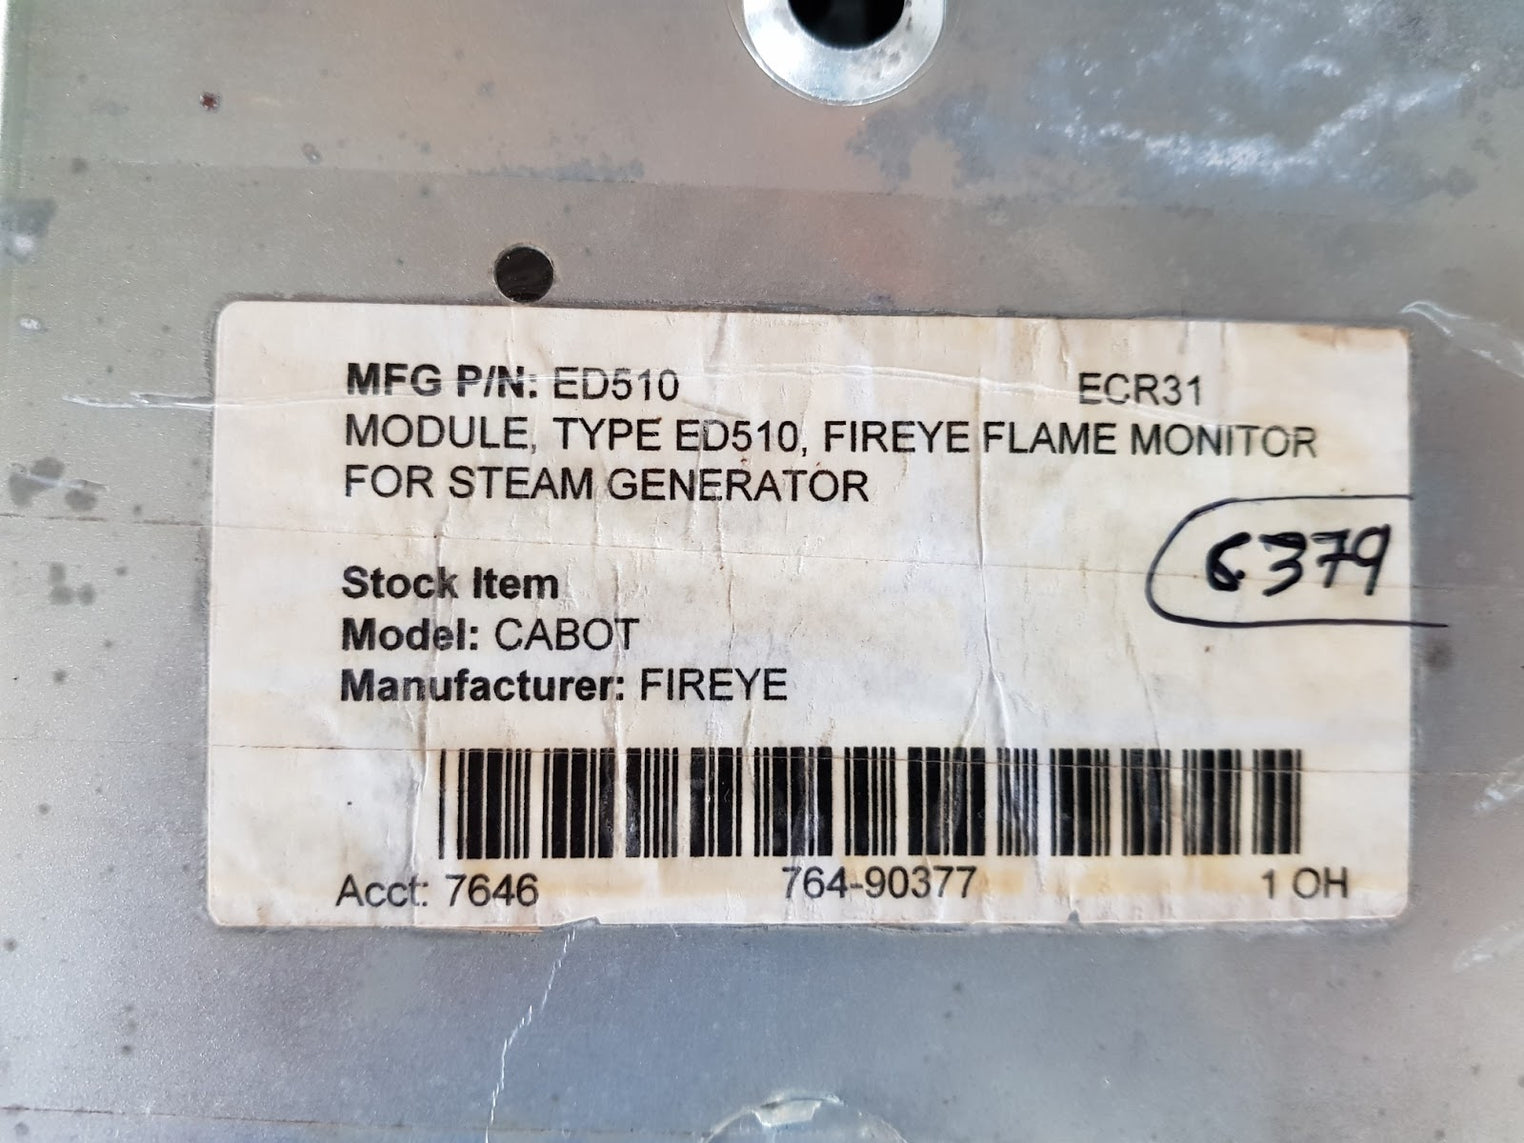 MFG P/N: ED510 ECR31
MODULE, TYPE ED510, FIREYE FLAME MONITOR
FOR STEAM GENERATOR
6379
Stock Item
Model: CABOT
Manufacturer: FIREYE
Acct: 7646 764-90377 1 OH